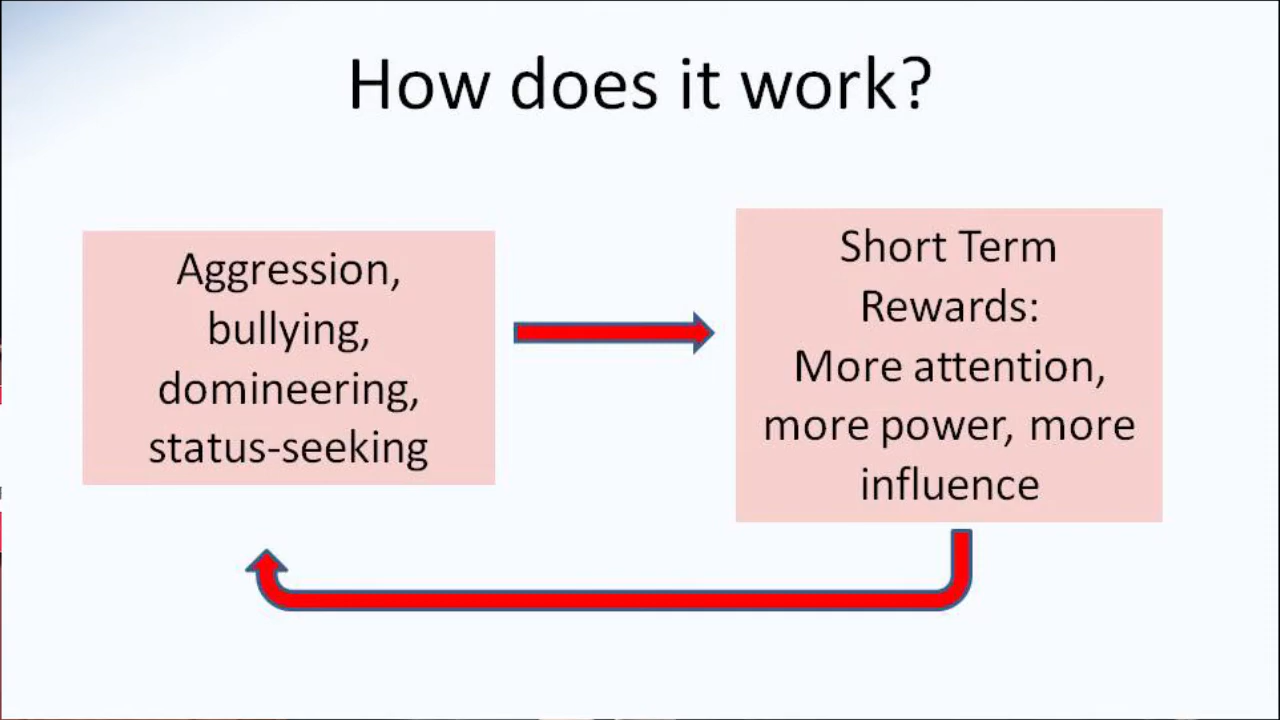 How does it work?
Aggression,
bullying,
domineering,
status-seeking
Short Term
Rewards:
More attention,
more power, more
influence